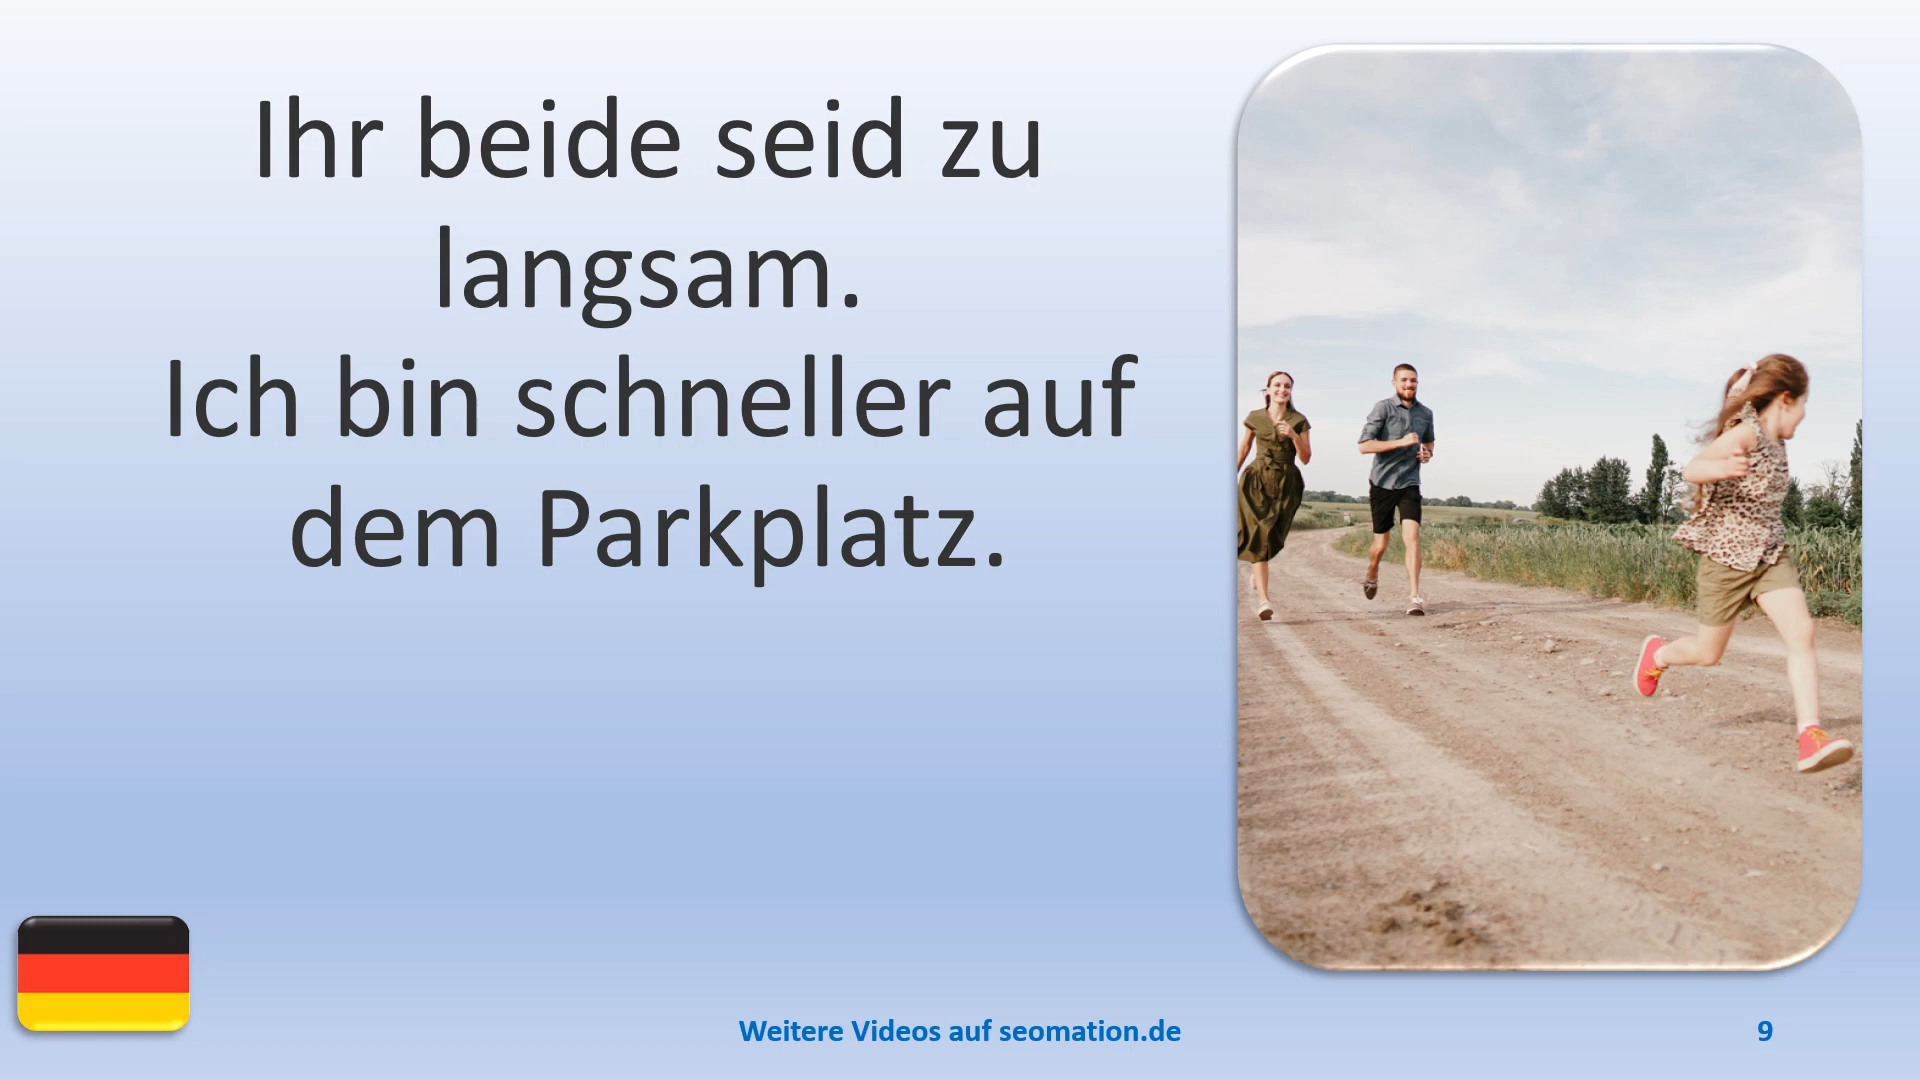 Ihr beide seid zu
langsam.
Ich bin schneller auf
dem Parkplatz.
Weitere Videos auf seomation.de
9